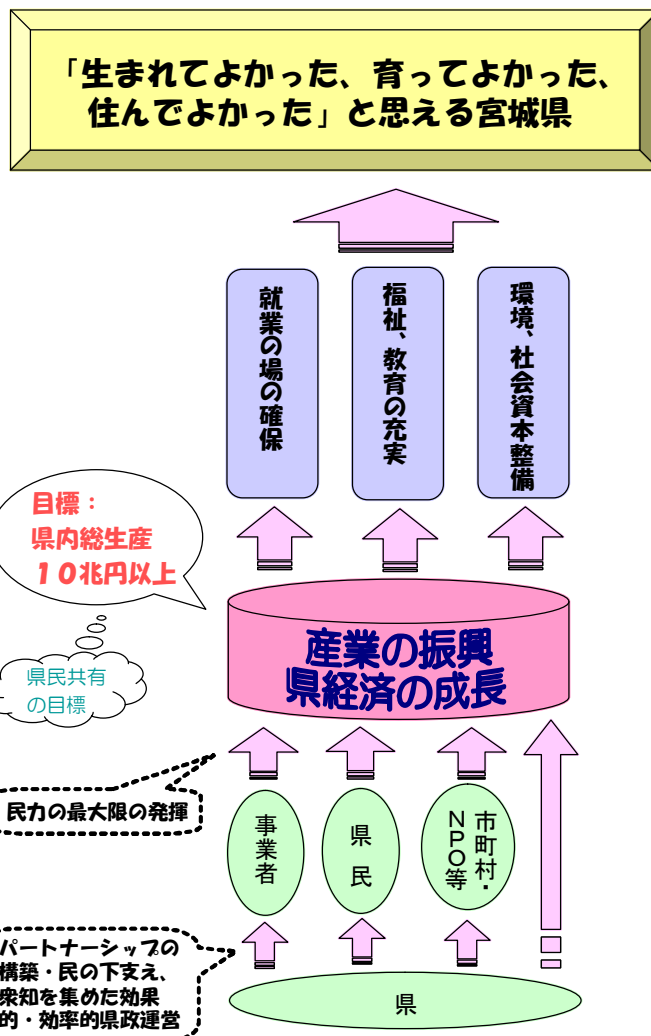 「生まれてよかった、育ってよかった、
住んでよかった」と思える宮城県
就業の場の確保
福祉、教育の充実
環境、社会資本整備
目標：
県内総生産
１０兆円以上
県民共有
の目標
産業の振興
県経済の成長
民力の最大限の発揮
事業者
県民
市町村・
ＮＰＯ等
パートナーシップの
構築・民の下支え、
衆知を集めた効果
的・効率的県政運営
県